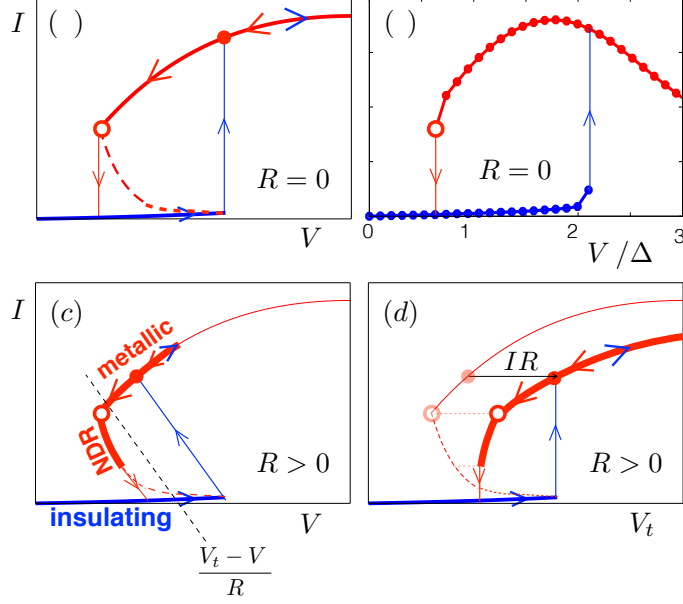 I ( ) ( )
R = 0 R = 0
V 0 1 2 3
V/Δ
I (c) (d)
metallic
IR
NDR
R > 0 R > 0
insulating V V_t
V_t − V
R